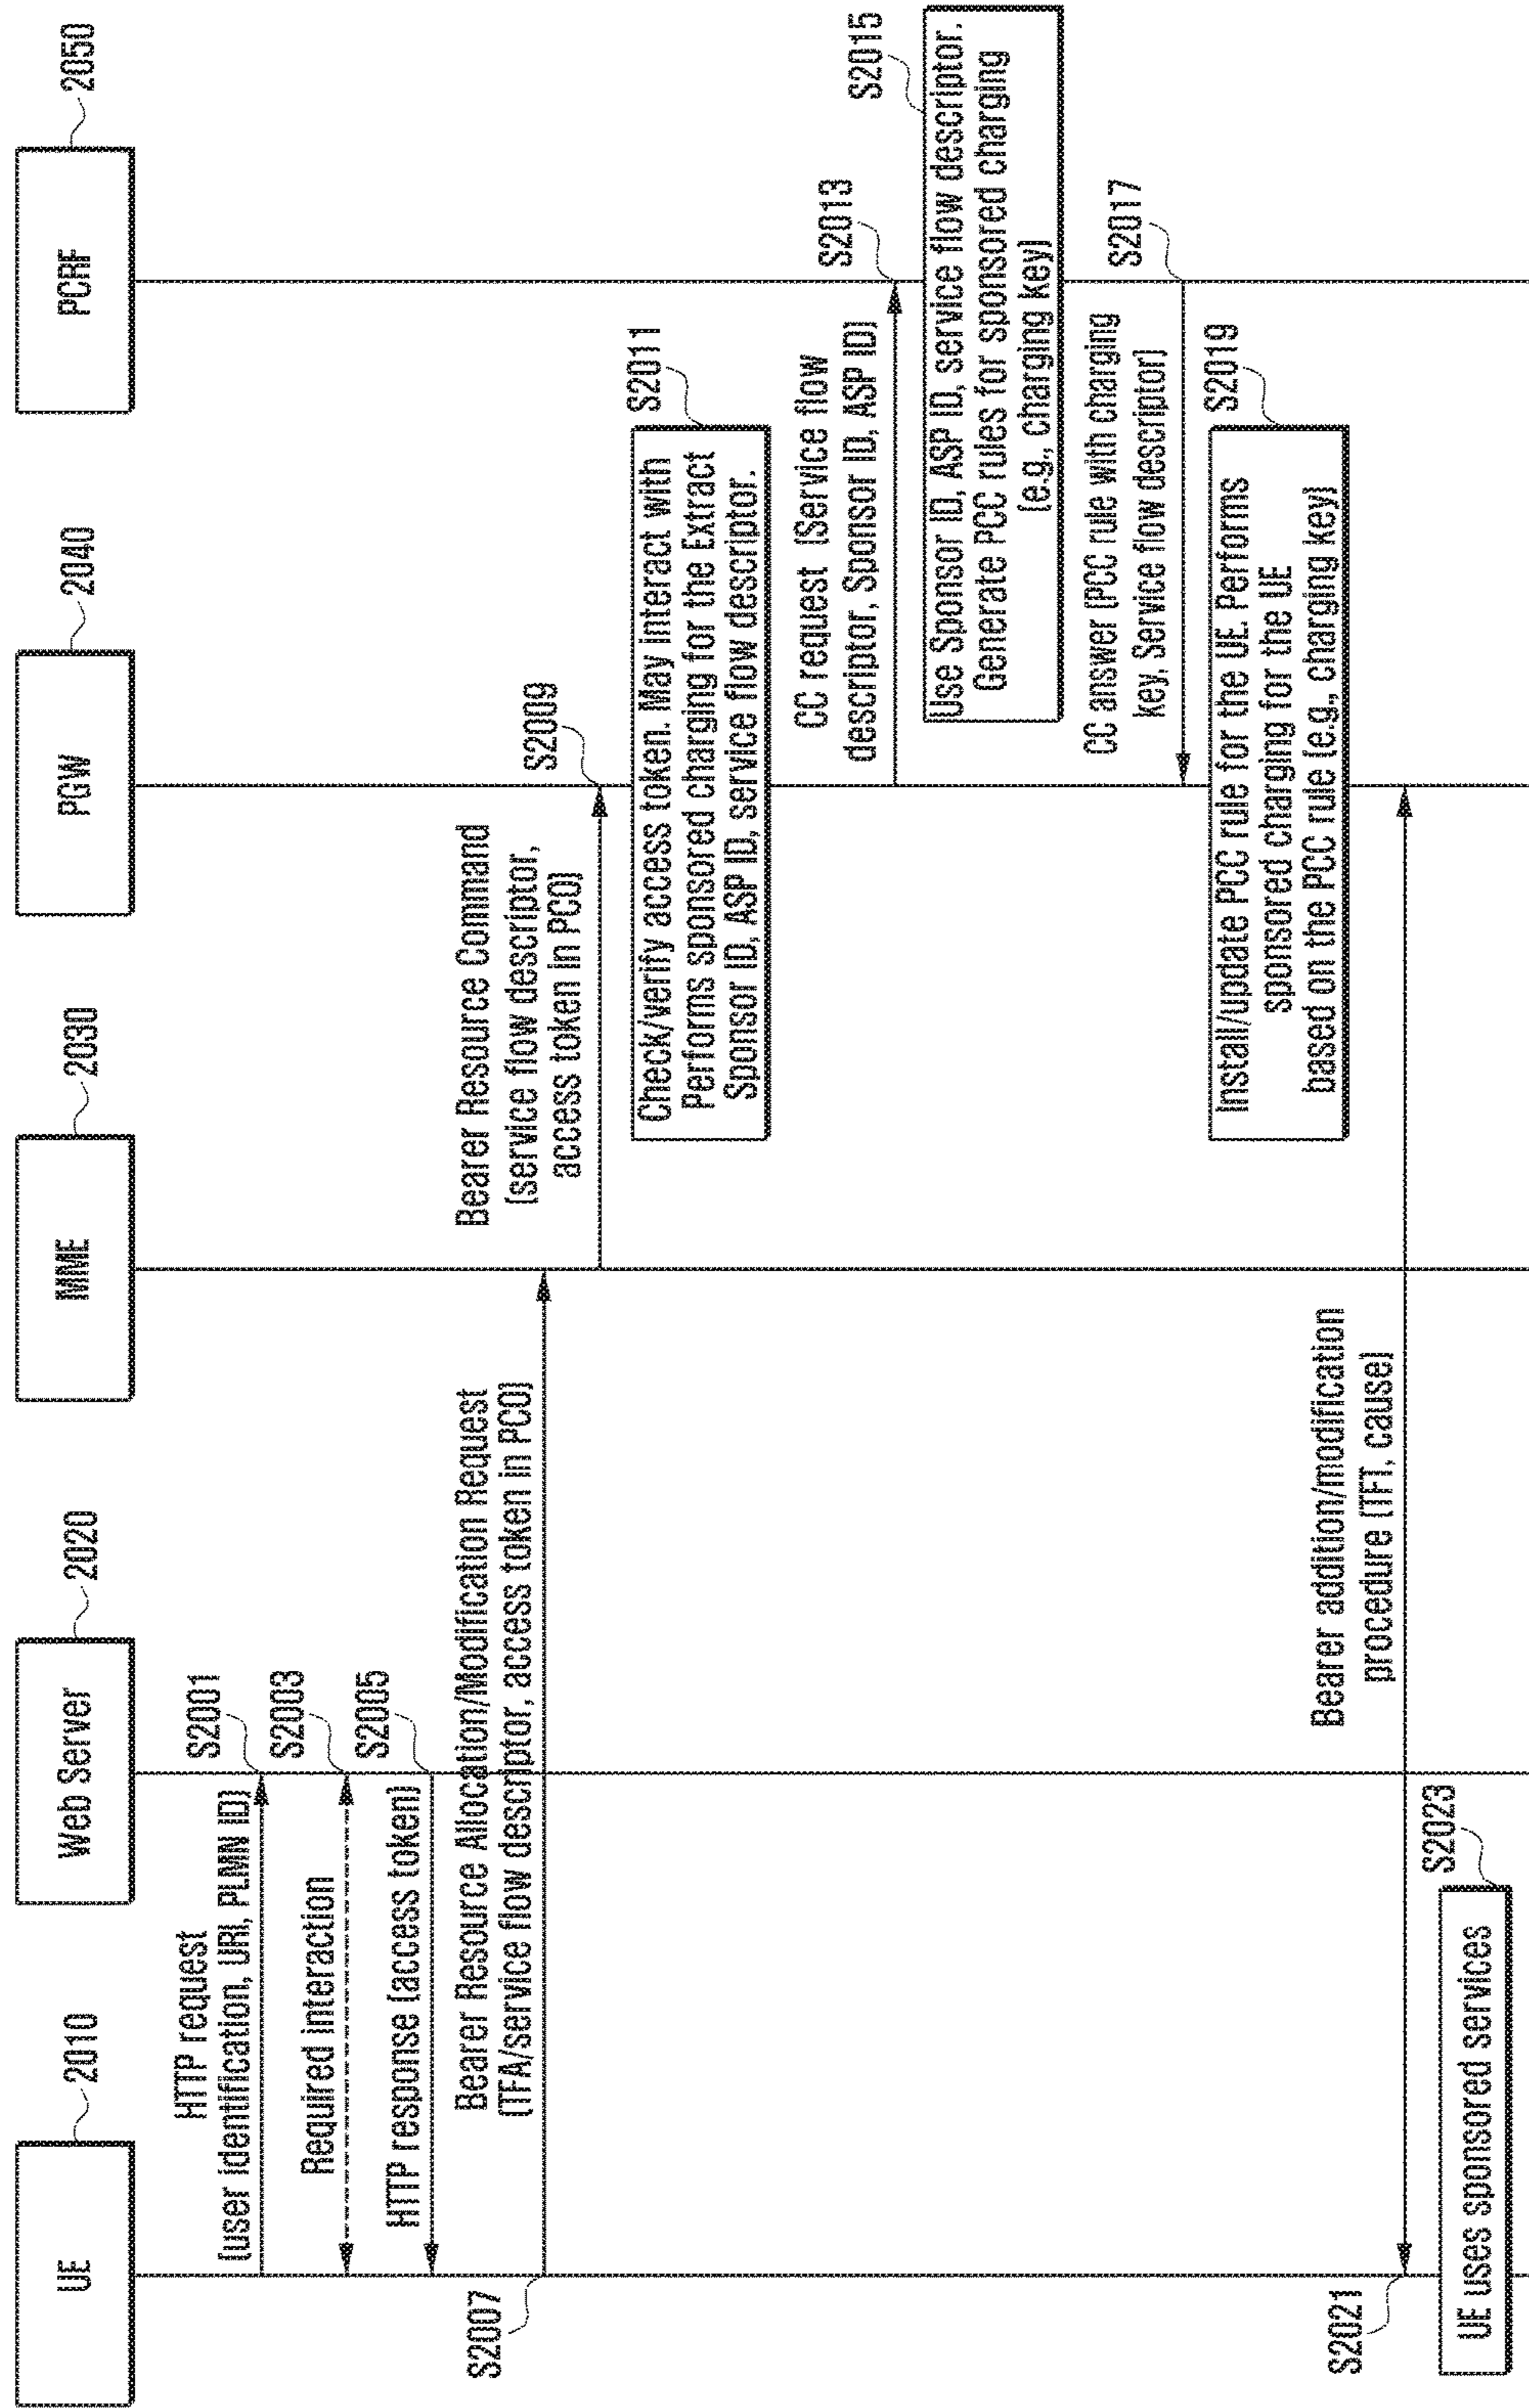 UE
2010
Web Server
2020
MME
2030
PGW
2040
PCRF
2050
HTTP request
(user identification, URI, PLMN ID)
S2001
Required interaction
S2003
HTTP response (access token)
S2005
Bearer Resource Allocation/Modification Request
(TFA/service flow descriptor, access token in PCO)
S2007
Bearer Resource Command
(service flow descriptor,
access token in PCO)
S2009
Check/verify access token. May interact with
Performs sponsored charging for the Extract
Sponsor ID, ASP ID, service flow descriptor.
S2011
CC request (Service flow
descriptor, Sponsor ID, ASP ID)
S2013
Use Sponsor ID, ASP ID, service flow descriptor.
Generate PCC rules for sponsored charging
(e.g., charging key)
S2015
CC answer (PCC rule with charging
key, Service flow descriptor)
S2017
Install/update PCC rule for the UE. Performs
sponsored charging for the UE
based on the PCC rule (e.g., charging key)
S2019
Bearer addition/modification
procedure (TFT, cause)
S2021
UE uses sponsored services
S2023